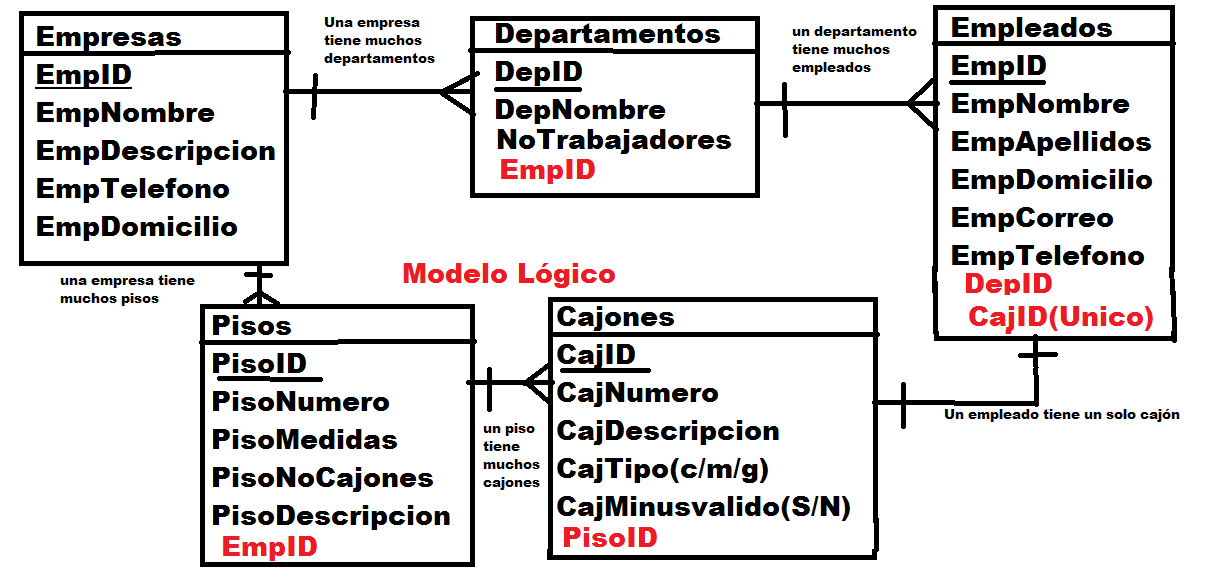 Empresas
EmpID
EmpNombre
EmpDescripcion
EmpTelefono
EmpDomicilio
Una empresa
tiene muchos
departamentos
Departamentos
DepID
DepNombre
NoTrabajadores
EmpID
un departamento
tiene muchos
empleados
Empleados
EmpID
EmpNombre
EmpApellidos
EmpDomicilio
EmpCorreo
EmpTelefono
DepID
CajID(Unico)
una empresa tiene
muchos pisos
Modelo Lógico
Pisos
PisoID
PisoNumero
PisoMedidas
PisoNoCajones
PisoDescripcion
EmpID
un piso
tiene
muchos
cajones
Cajones
CajID
CajNumero
CajDescripcion
CajTipo(c/m/g)
CajMinusvalido(S/N)
PisoID
Un empleado tiene un solo cajón